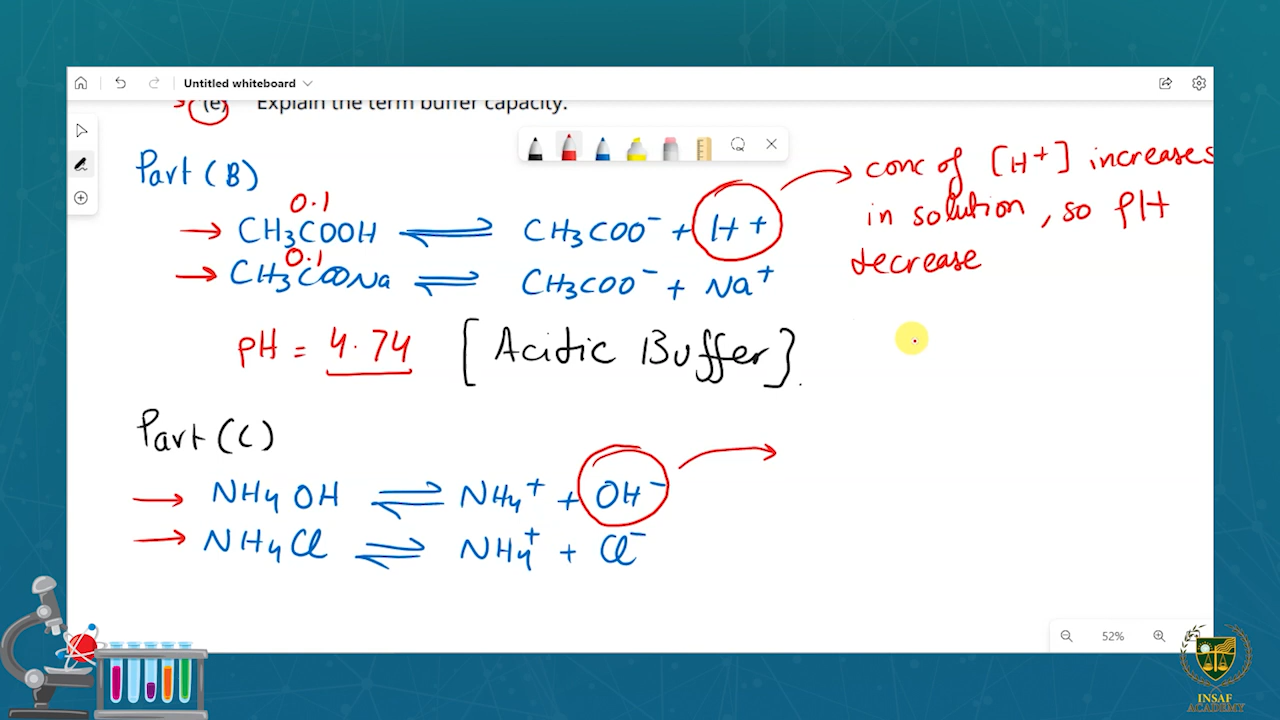 Untitled whiteboard
(e) Explain the term buffer capacity.
Part (B)
0.1
CH3COOH ⇌ CH3COO⁻ + H+
0.1
CH3COONa ⇌ CH3COO⁻ + Na⁺
pH = 4.74 [Acidic Buffer].
→ conc of [H+] increases
in solution, so pH
decrease
Part (C)
→ NH4OH ⇌ NH4⁺ + OH⁻ →
→ NH4Cl ⇌ NH4⁺ + Cl⁻
52%
INSAF
ACADEMY